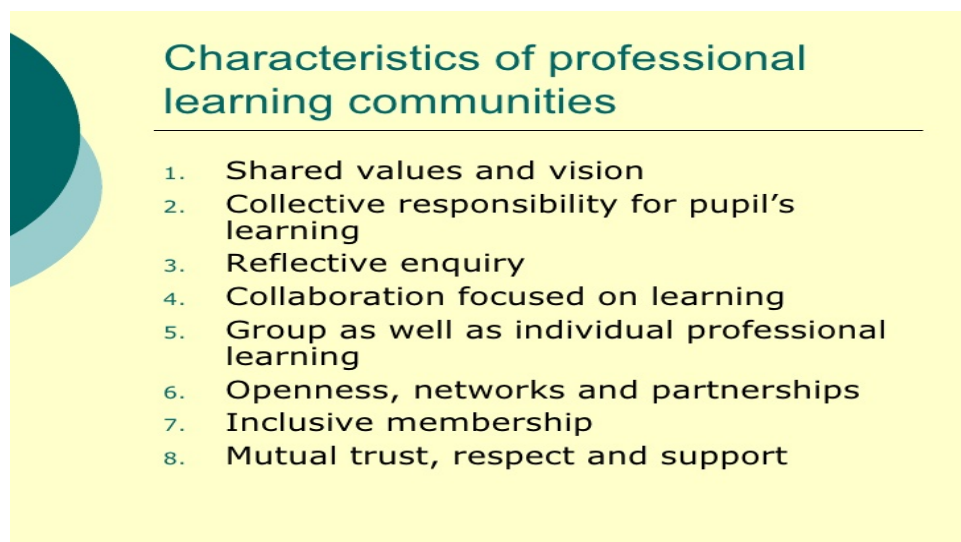 Characteristics of professional
learning communities
1. Shared values and vision
2. Collective responsibility for pupil’s
learning
3. Reflective enquiry
4. Collaboration focused on learning
5. Group as well as individual professional
learning
6. Openness, networks and partnerships
7. Inclusive membership
8. Mutual trust, respect and support